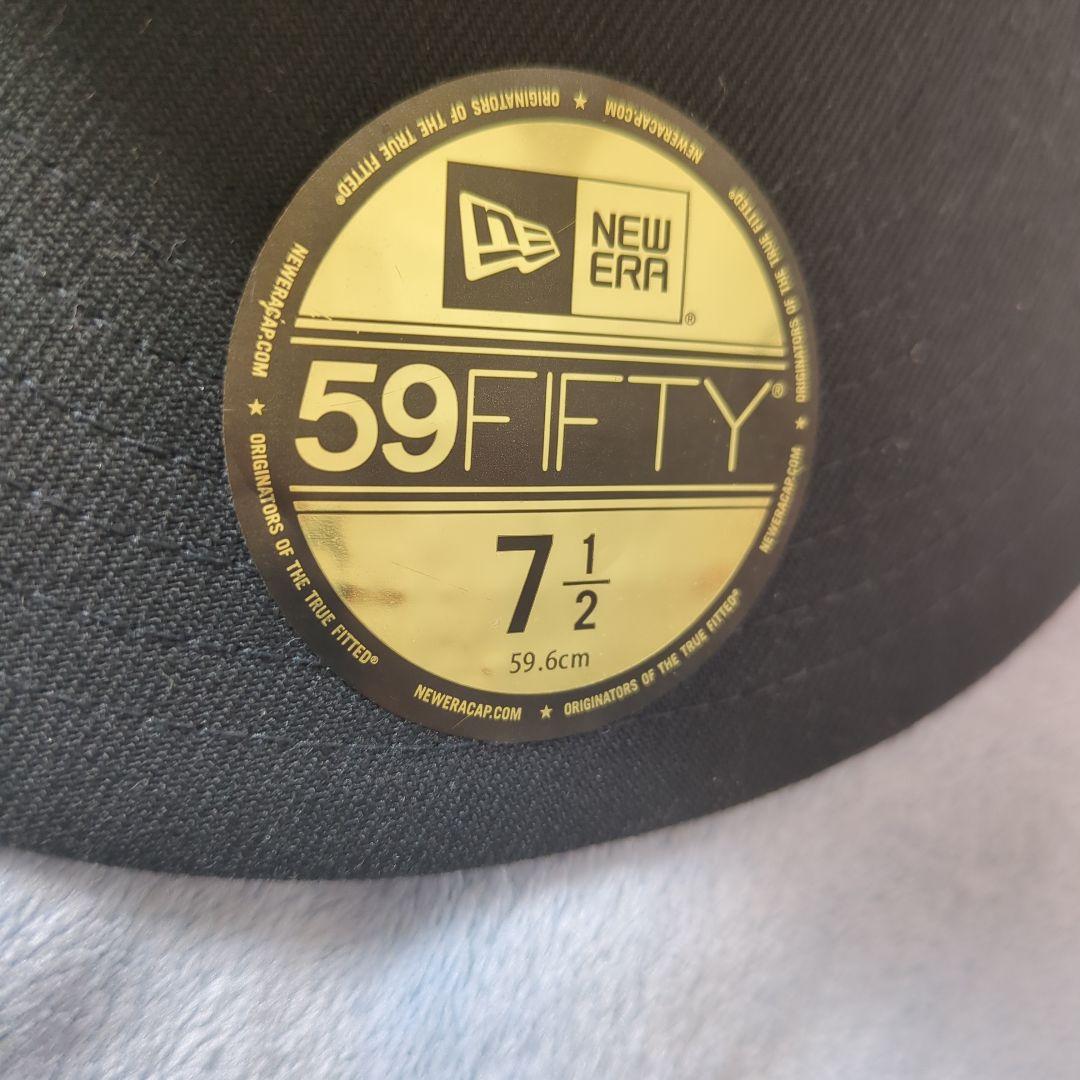 NEW
ERA
®
59FIFTY®
7 1/2
59.6cm
NEWERACAP.COM ★ ORIGINATORS OF THE TRUE FITTED®
NEWERACAP.COM ★ ORIGINATORS OF THE TRUE FITTED®
NEWERACAP.COM ★ ORIGINATORS OF THE TRUE FITTED®
NEWERACAP.COM ★ ORIGINATORS OF THE TRUE FITTED®